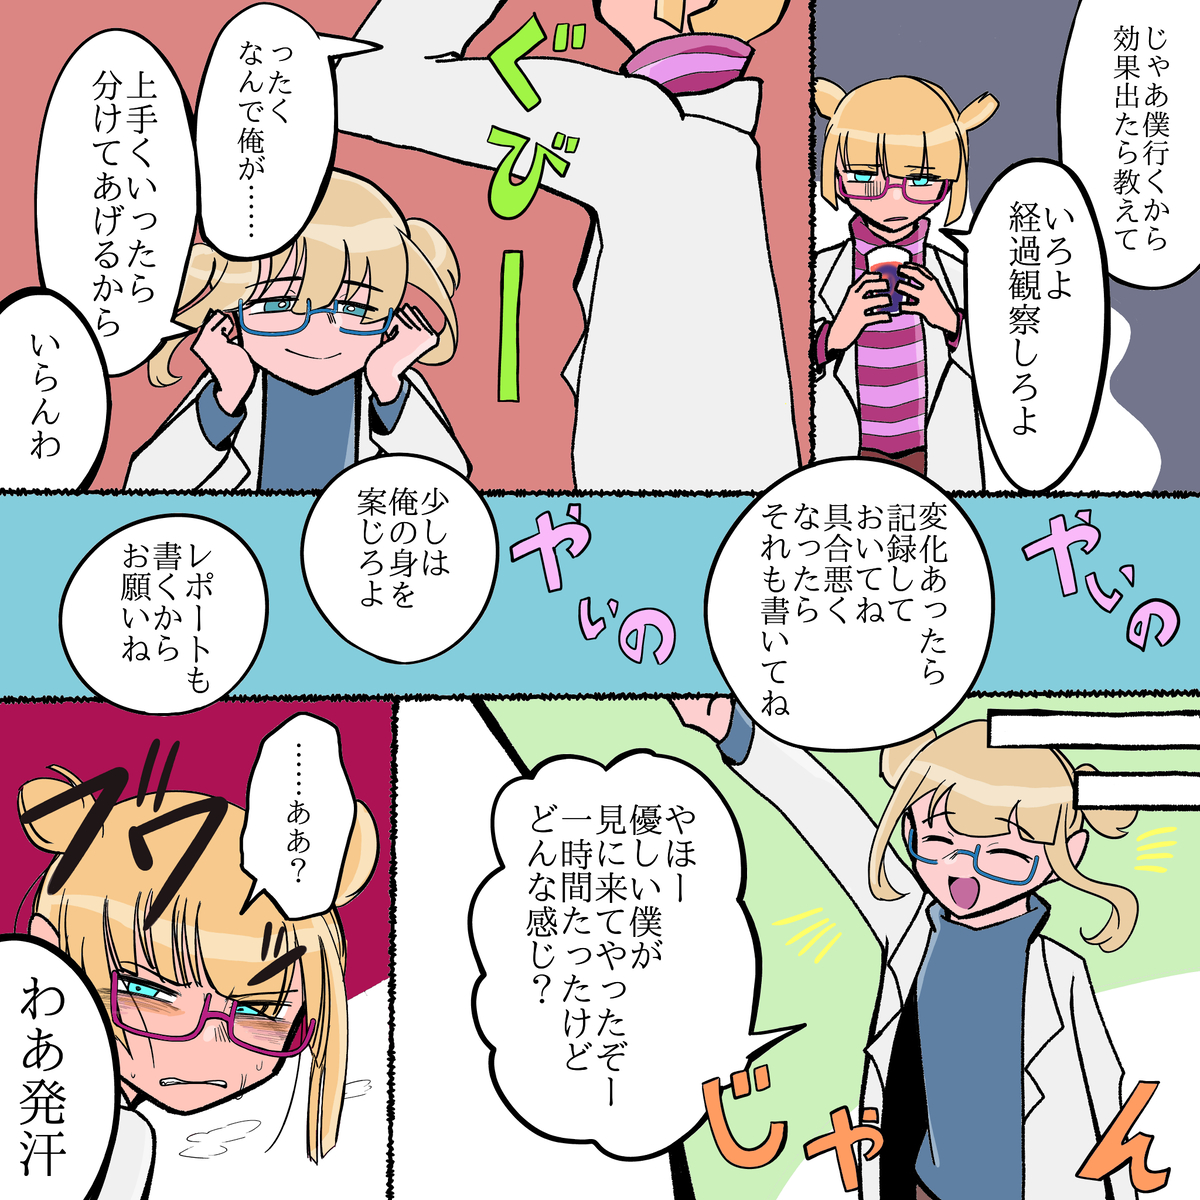 じゃあ僕行くから
効果出たら教えて
いろよ
経過観察しろよ
ぐびー
ったく
なんで俺が……
上手くいったら
分けてあげるから
いらんわ
やいの
変化あったら
記録して
おいてね
具合悪く
なったら
それも書いてね
やいの
少しは
俺の身を
案じろよ
レポートも
書くから
お願いね
やほー
優しい僕が
見に来てやったぞー
一時間たったけど
どんな感じ？
じゃん
……ああ？
ブワッ
わあ発汗